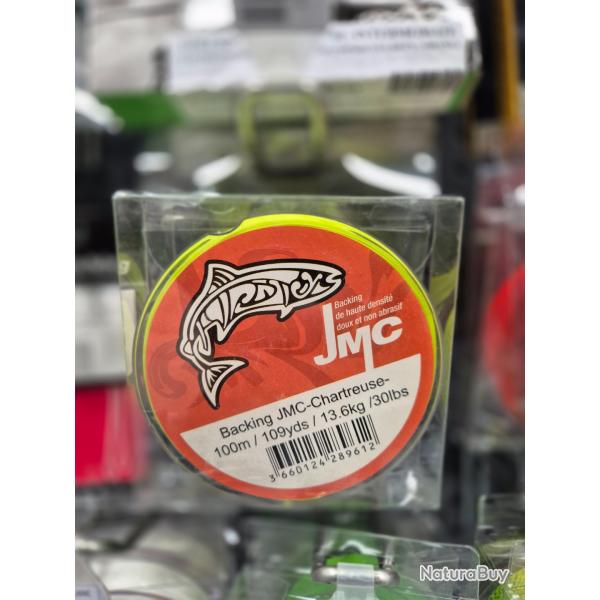 Backing
de haute densité
doux et non abrasif
JMC
Backing JMC-Chartreuse-
100m / 109yds / 13.6kg /30lbs
3 660124 289612
NaturaBuy